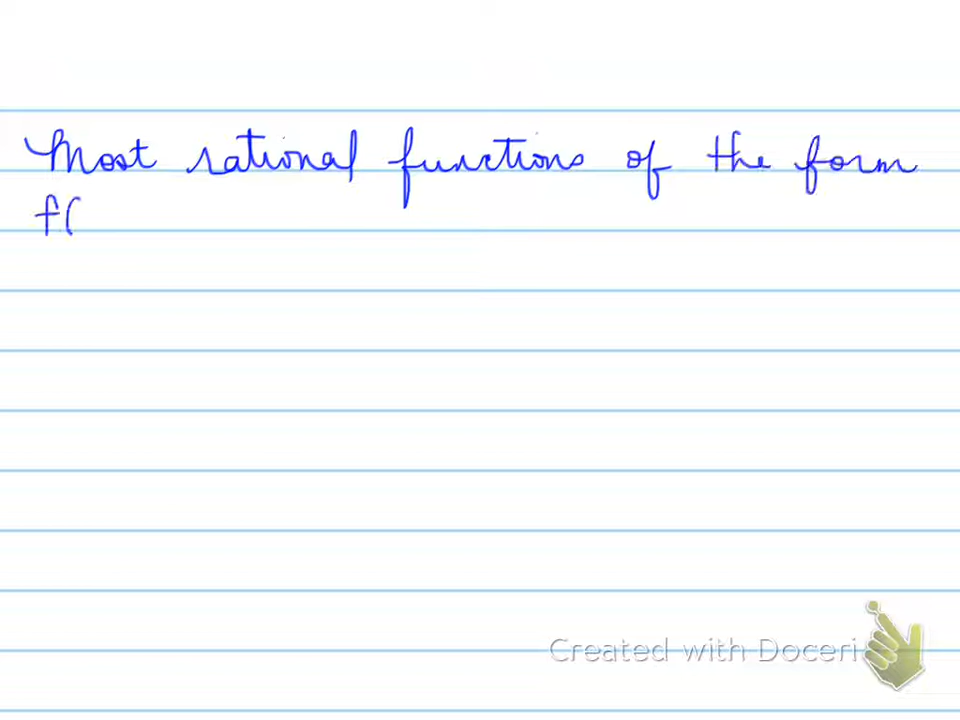 Most rational functions of the form
f(
Created with Doceri